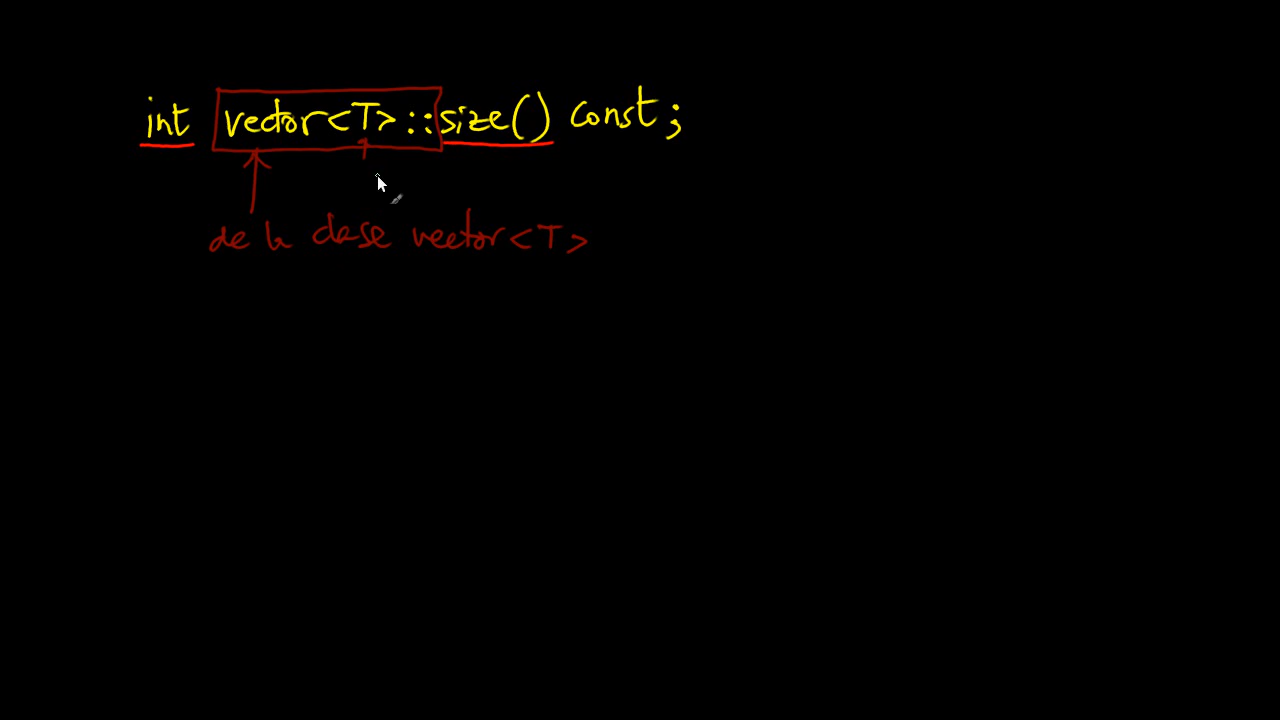 int vector<T>::size() const;
de la clase vector<T>